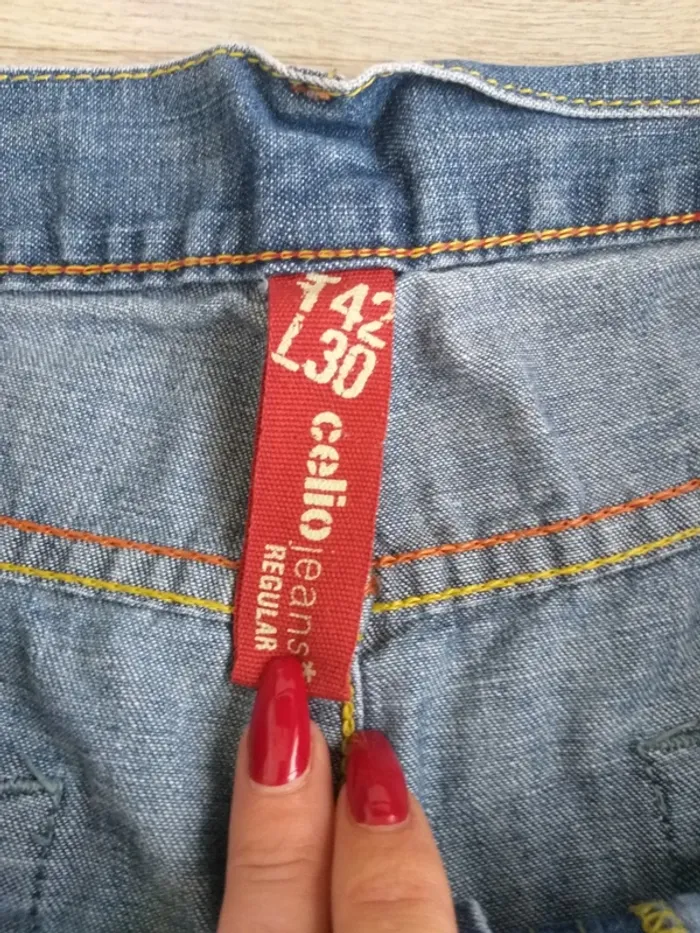 T42
L30
celio
jeans*
REGULAR